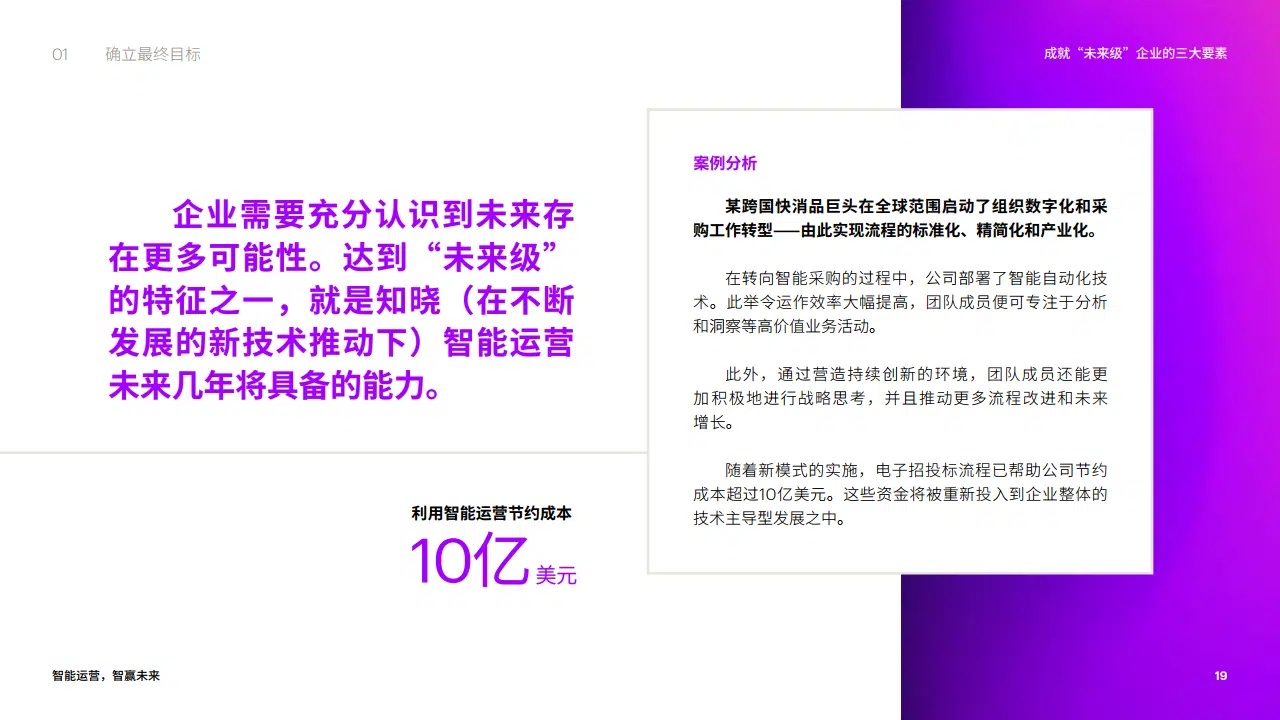 01 确立最终目标
成就“未来级”企业的三大要素
企业需要充分认识到未来存
在更多可能性。达到“未来级”
的特征之一，就是知晓（在不断
发展的新技术推动下）智能运营
未来几年将具备的能力。
利用智能运营节约成本
10亿 美元
案例分析
某跨国快消品巨头在全球范围启动了组织数字化和采
购工作转型——由此实现流程的标准化、精简化和产业化。
在转向智能采购的过程中，公司部署了智能自动化技
术。此举令运作效率大幅提高，团队成员便可专注于分析
和洞察等高价值业务活动。
此外，通过营造持续创新的环境，团队成员还能更
加积极地进行战略思考，并且推动更多流程改进和未来
增长。
随着新模式的实施，电子招投标流程已帮助公司节约
成本超过10亿美元。这些资金将被重新投入到企业整体的
技术主导型发展之中。
智能运营，智赢未来
19